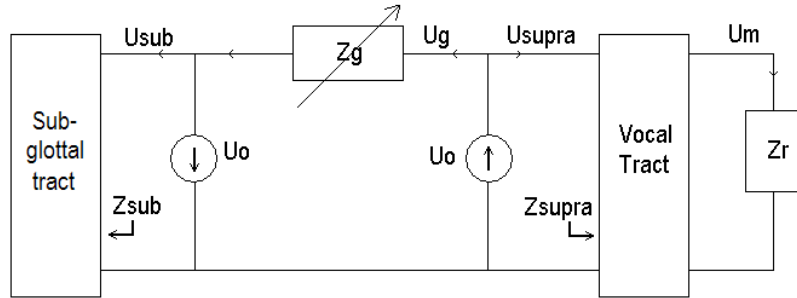 Usub
Zg
Ug
Usupra
Um
Sub-
glottal
tract
Uo
Uo
Vocal
Tract
Zr
Zsub
Zsupra